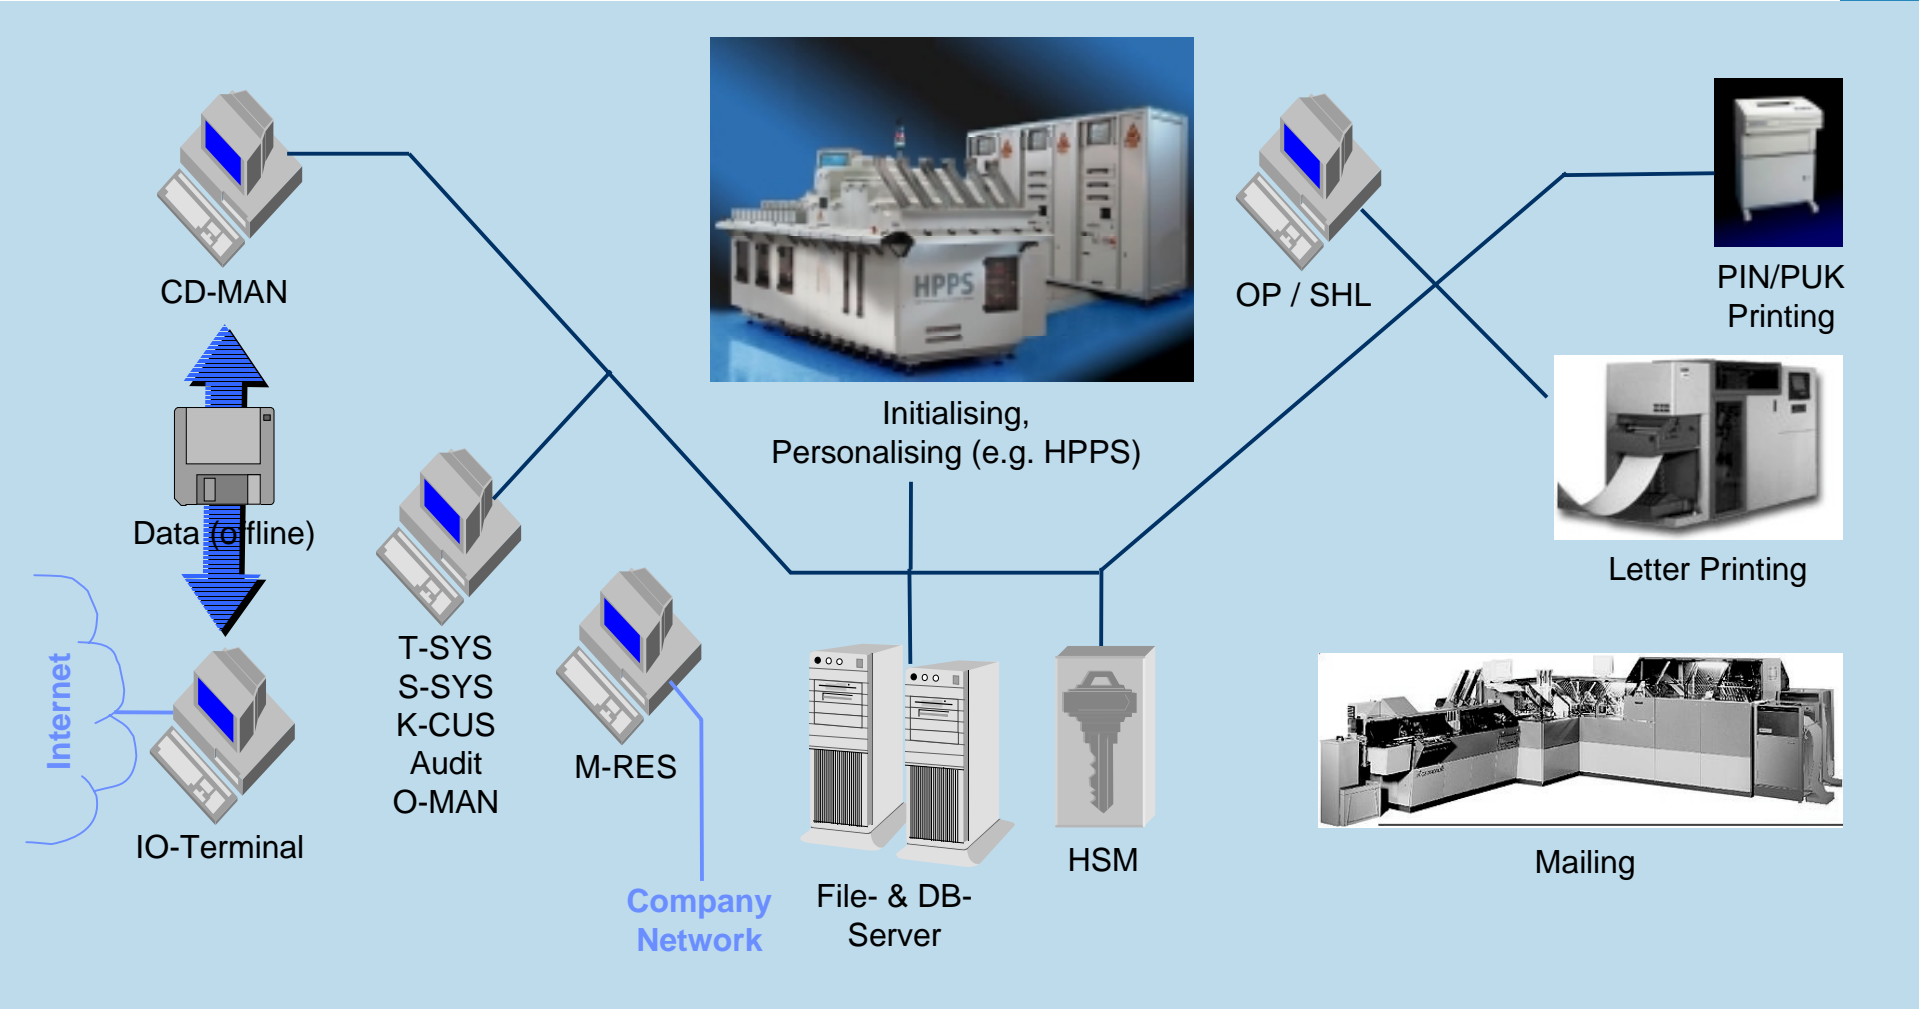 CD-MAN
HPPS
Initialising,
Personalising (e.g. HPPS)
OP / SHL
PIN/PUK
Printing
Data (offline)
Letter Printing
Internet
IO-Terminal
T-SYS
S-SYS
K-CUS
Audit
O-MAN
M-RES
Company
Network
File- & DB-
Server
HSM
Mailing